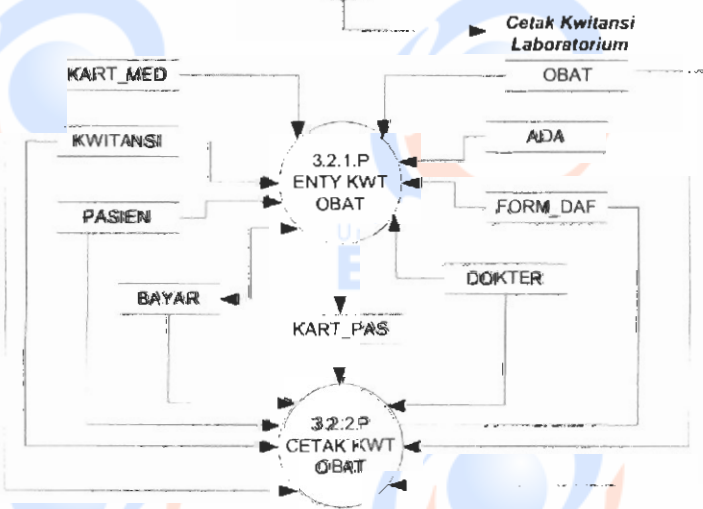 Cetak Kwitansi
Laboratorium
KART_MED
OBAT
KWITANSI
ADA
3.2.1.P
ENTY KWT
OBAT
PASIEN
FORM_DAF
BAYAR
DOKTER
KART_PAS
3.2.2.P
CETAK KWT
OBAT